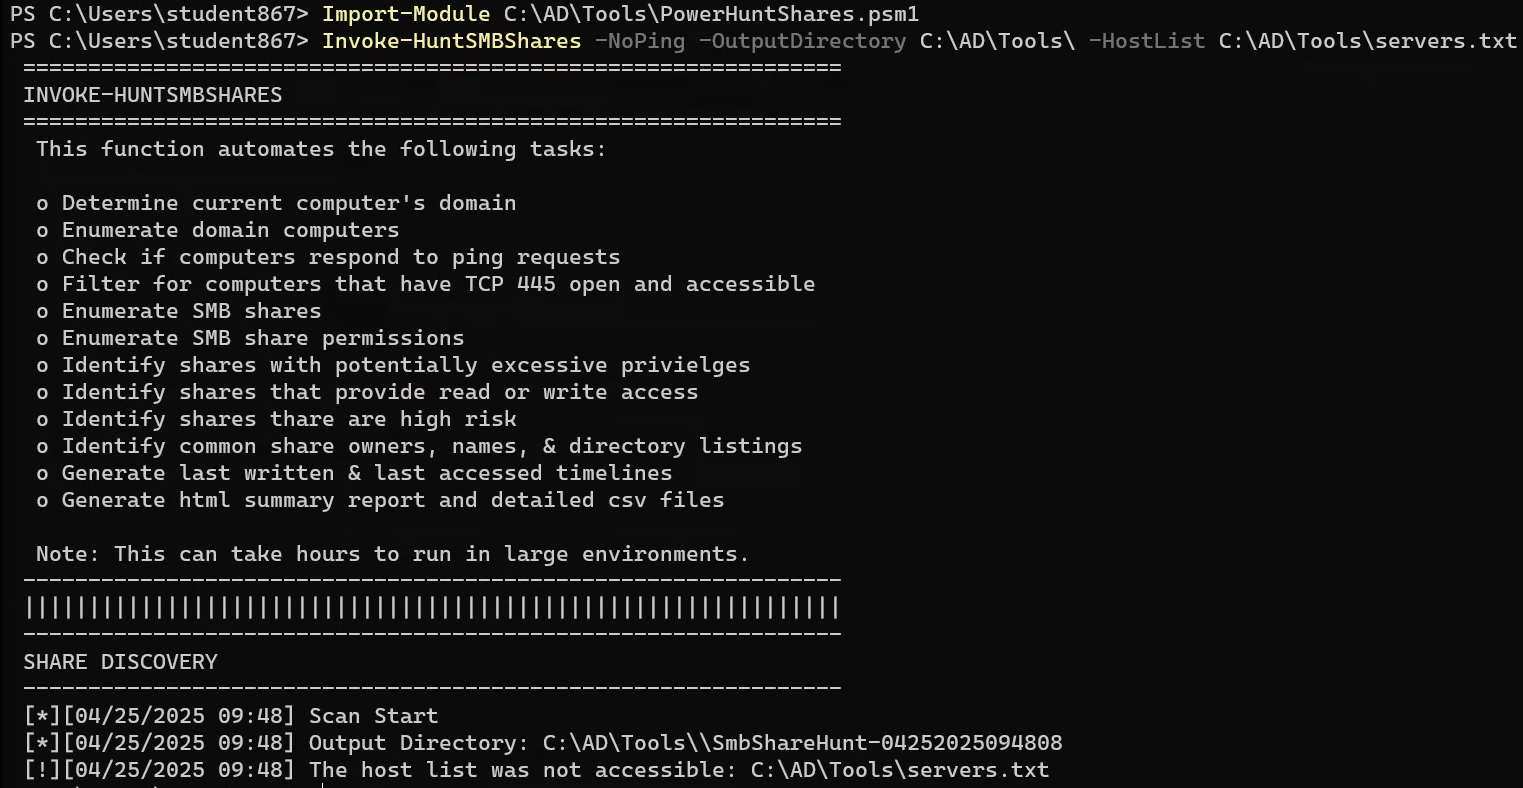 PS C:\Users\student867> Import-Module C:\AD\Tools\PowerHuntShares.psm1
PS C:\Users\student867> Invoke-HuntSMBShares -NoPing -OutputDirectory C:\AD\Tools\ -HostList C:\AD\Tools\servers.txt
===============================================================
INVOKE-HUNTSMBSHARES
===============================================================
This function automates the following tasks:
o Determine current computer's domain
o Enumerate domain computers
o Check if computers respond to ping requests
o Filter for computers that have TCP 445 open and accessible
o Enumerate SMB shares
o Enumerate SMB share permissions
o Identify shares with potentially excessive privielges
o Identify shares that provide read or write access
o Identify shares thare are high risk
o Identify common share owners, names, & directory listings
o Generate last written & last accessed timelines
o Generate html summary report and detailed csv files
Note: This can take hours to run in large environments.
---------------------------------------------------------------
|||||||||||||||||||||||||||||||||||||||||||||||||||||||||||||||
---------------------------------------------------------------
SHARE DISCOVERY
---------------------------------------------------------------
[*][04/25/2025 09:48] Scan Start
[*][04/25/2025 09:48] Output Directory: C:\AD\Tools\\SmbShareHunt-04252025094808
[!][04/25/2025 09:48] The host list was not accessible: C:\AD\Tools\servers.txt